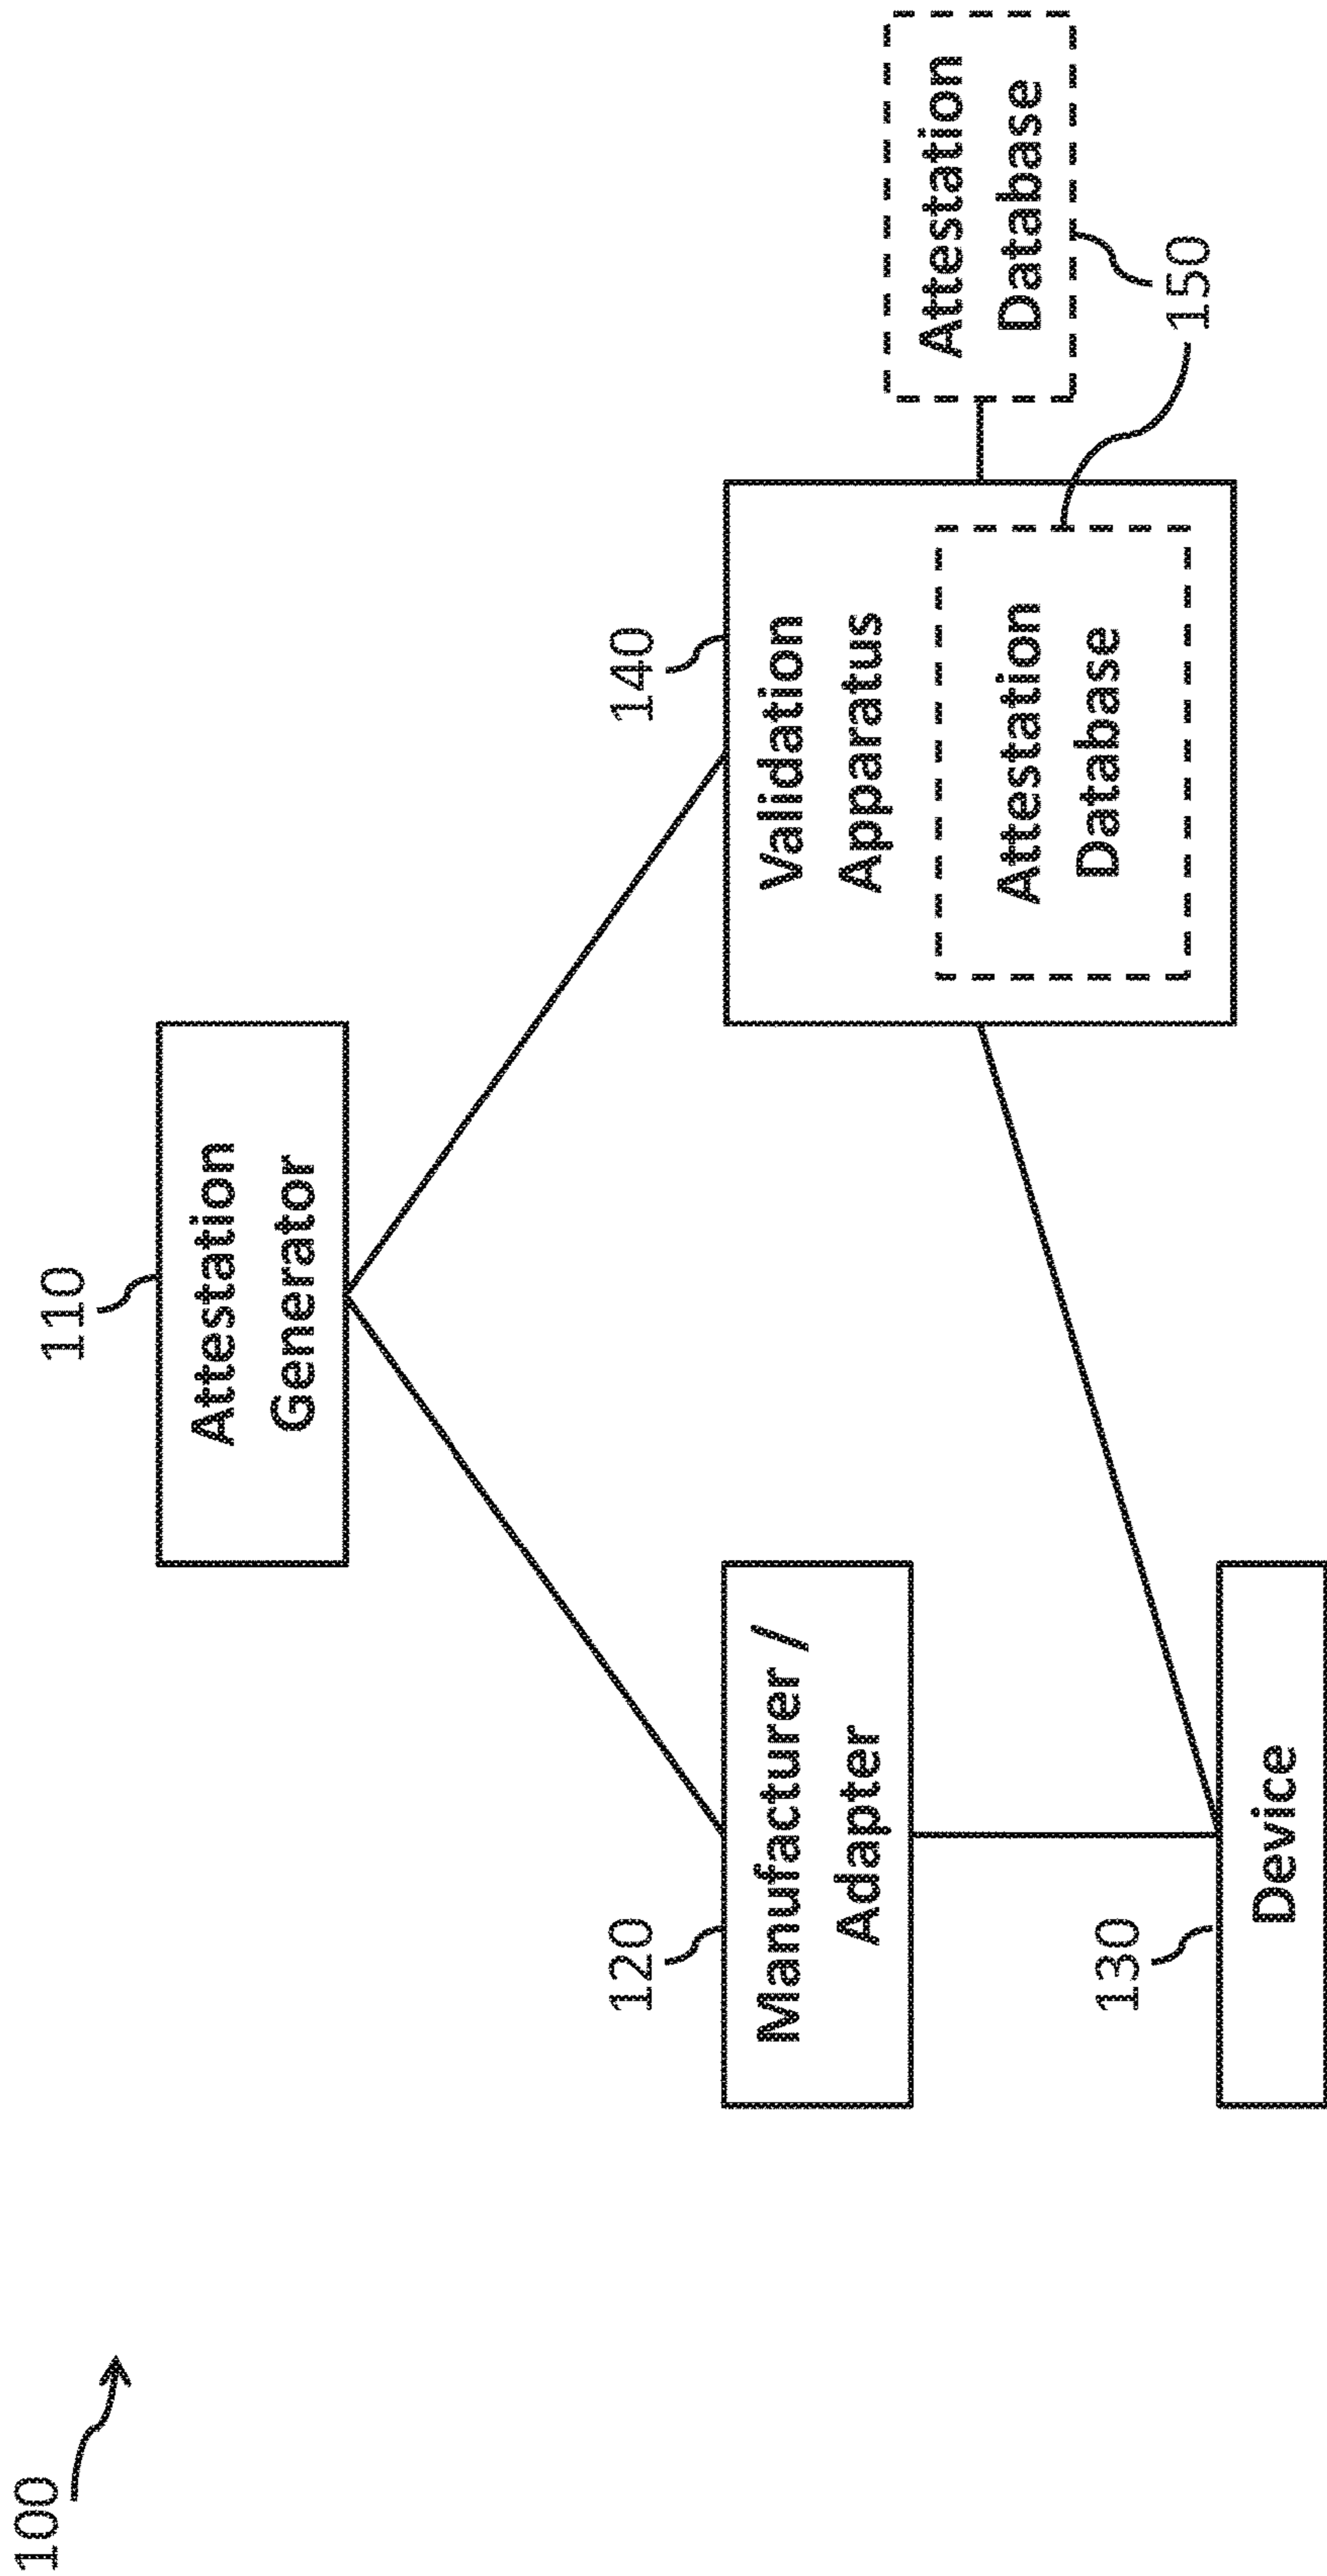 100
110
Attestation
Generator
120
Manufacturer /
Adapter
140
Validation
Apparatus
Attestation
Database
Attestation
Database
150
130
Device